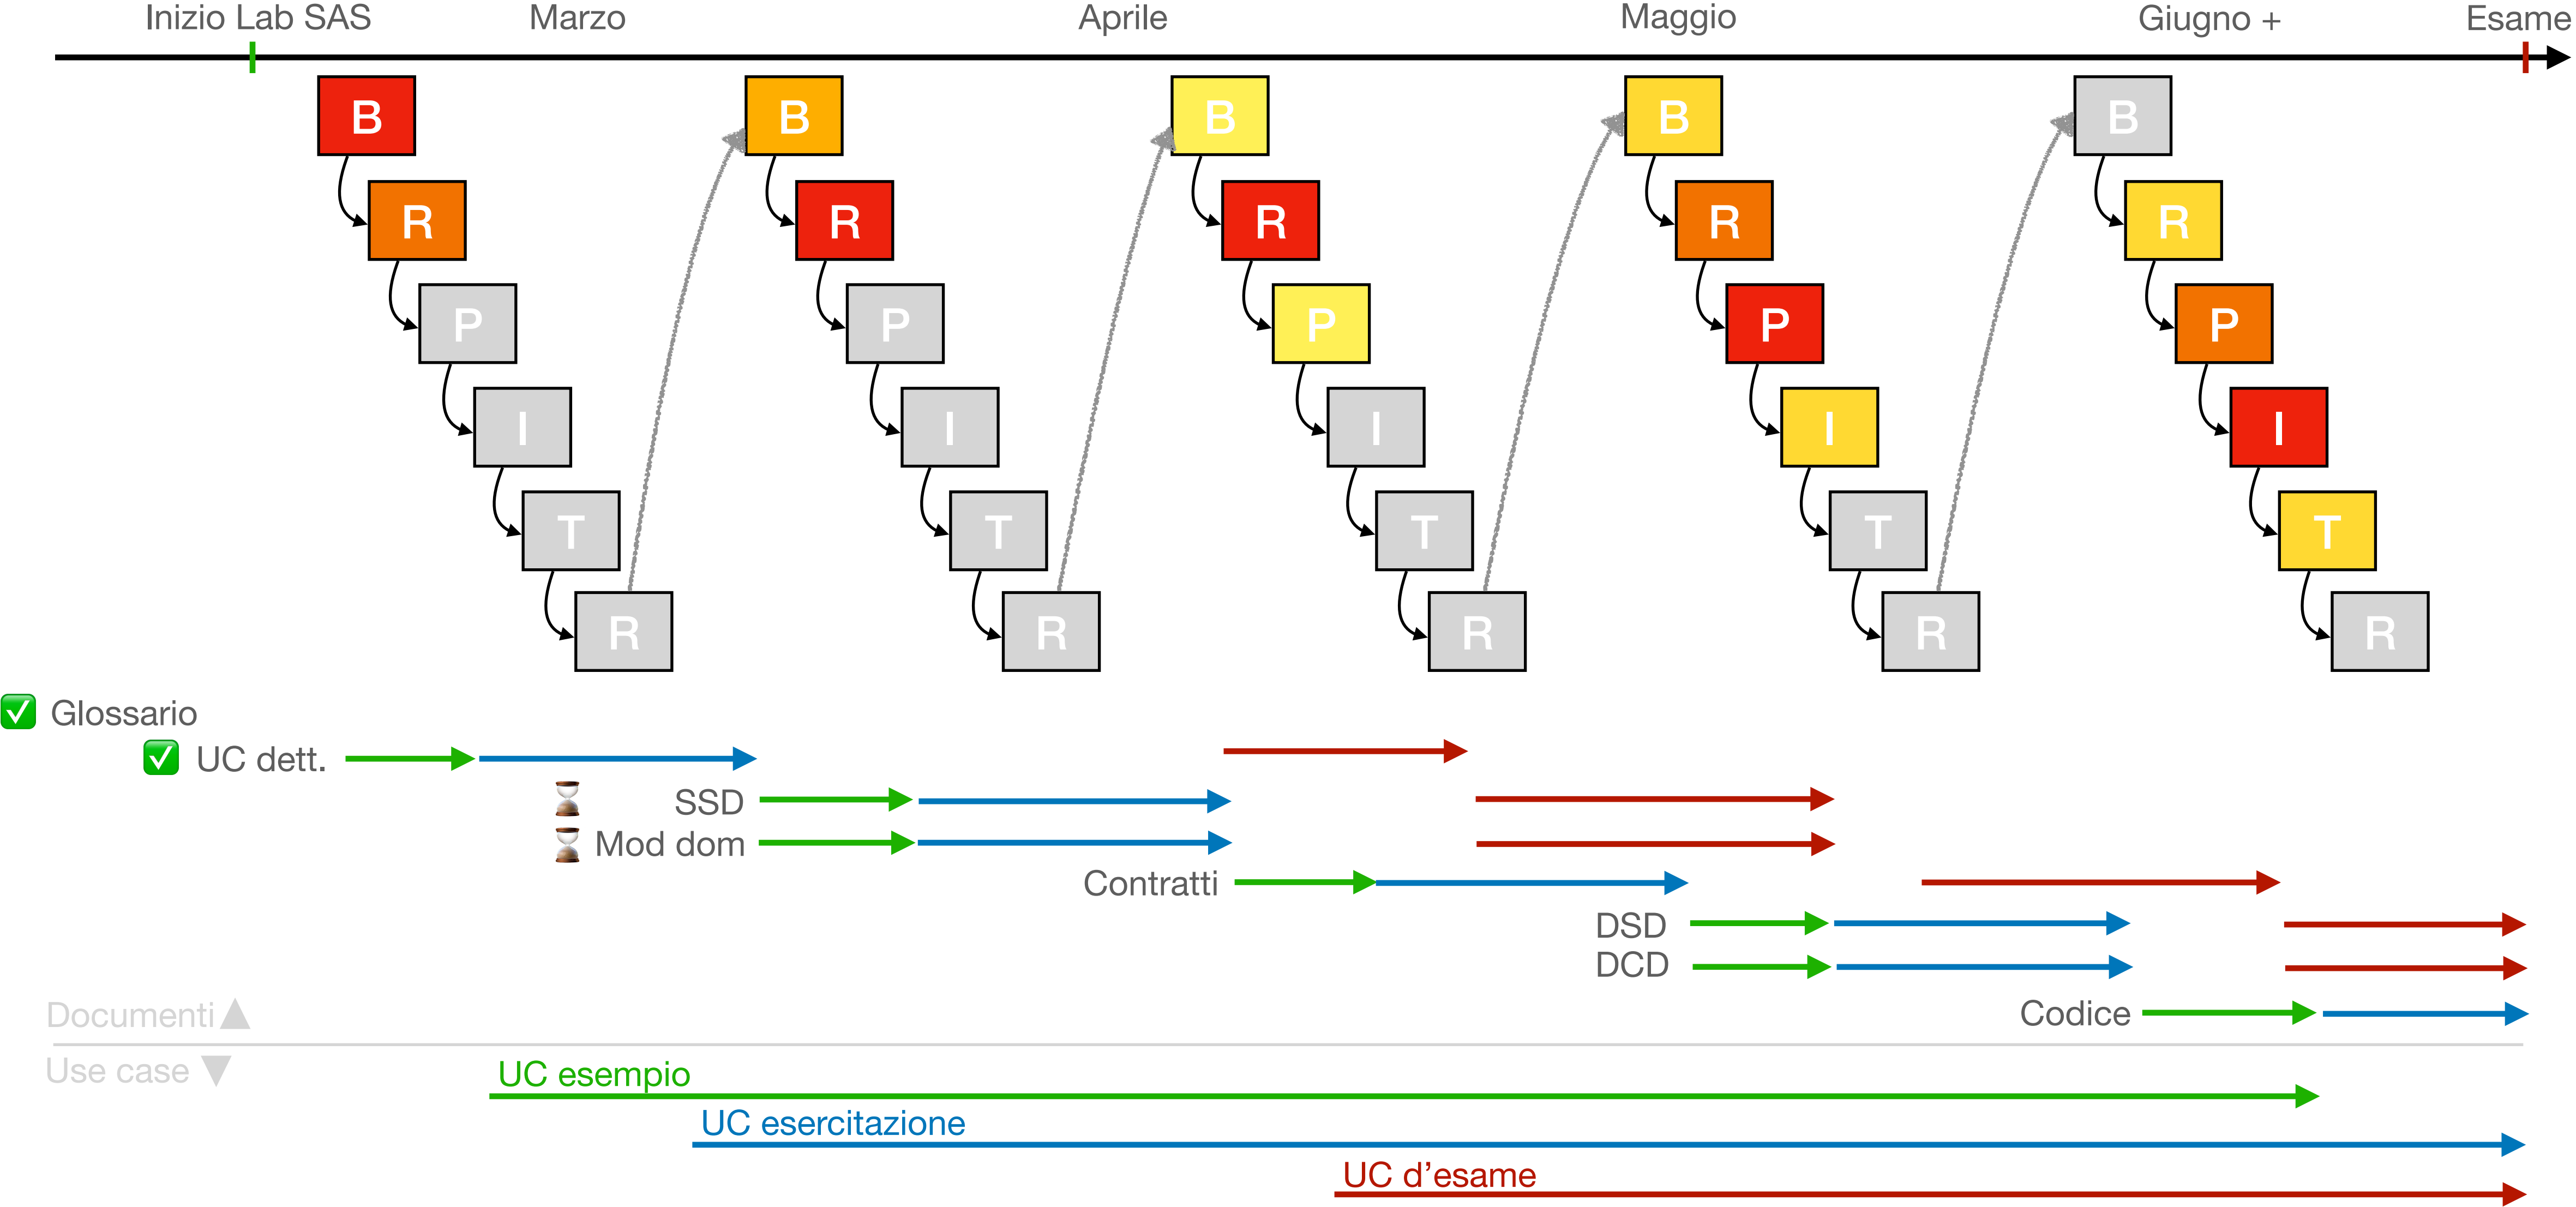 Inizio Lab SAS Marzo Aprile Maggio Giugno + Esame
B B B B B
R R R R R
P P P P P
I I I I I
T T T T T
R R R R R
Glossario
UC dett.
SSD
Mod dom
Contratti
DSD
DCD
Codice
Documenti
Use case
UC esempio
UC esercitazione
UC d’esame